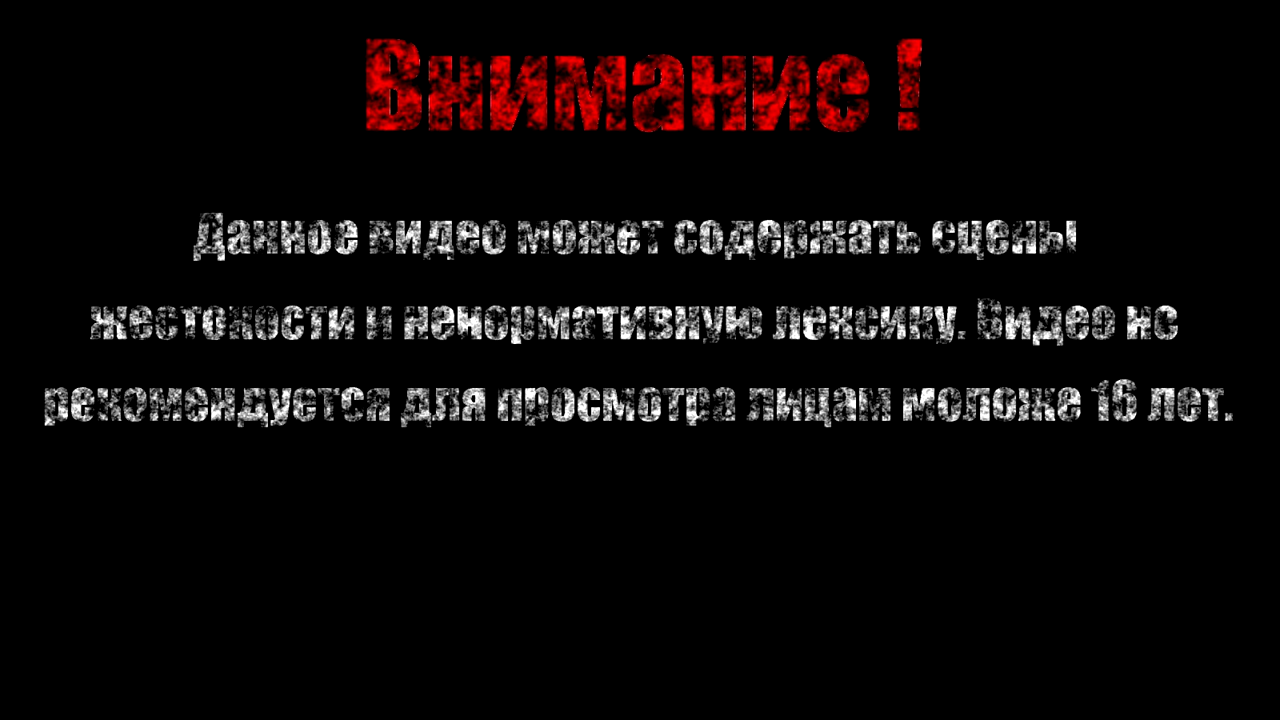 Внимание !
Данное видео может содержать сцены
жестокости и ненормативную лексику. Видео не
рекомендуется для просмотра лицам моложе 16 лет.